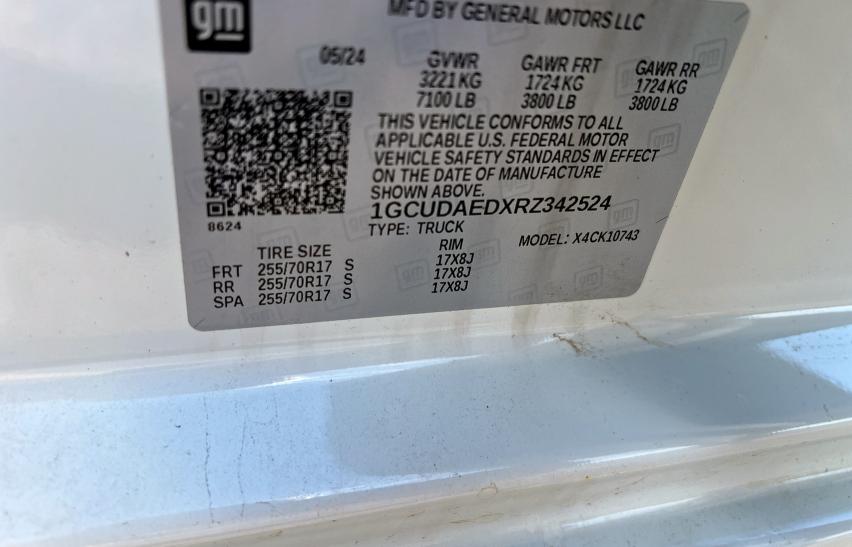 gm
MFD BY GENERAL MOTORS LLC
05/24 GVWR GAWR FRT GAWR RR
3221 KG 1724 KG 1724 KG
7100 LB 3800 LB 3800 LB
THIS VEHICLE CONFORMS TO ALL
APPLICABLE U.S. FEDERAL MOTOR
VEHICLE SAFETY STANDARDS IN EFFECT
ON THE DATE OF MANUFACTURE
SHOWN ABOVE.
8624 1GCUDAEDXRZ342524
TYPE: TRUCK MODEL: X4CK10743
TIRE SIZE RIM
FRT 255/70R17 S 17X8J
RR 255/70R17 S 17X8J
SPA 255/70R17 S 17X8J